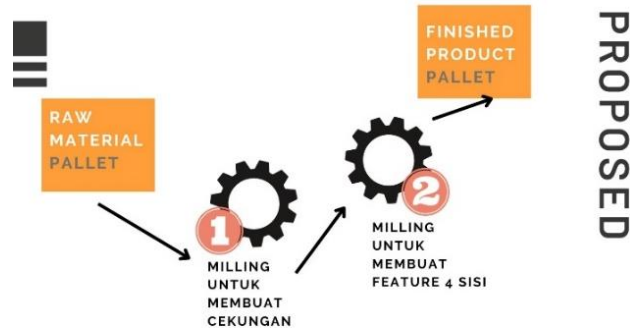 RAW
MATERIAL
PALLET
1
MILLING
UNTUK
MEMBUAT
CEKUNGAN
2
MILLING
UNTUK
MEMBUAT
FEATURE 4 SISI
FINISHED
PRODUCT
PALLET
PROPOSED